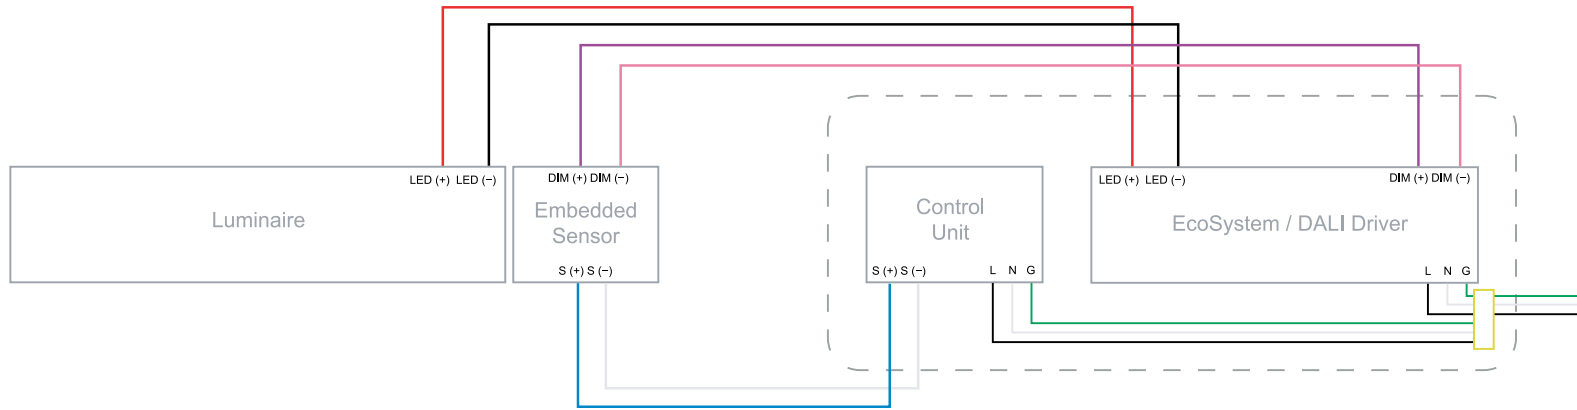 LED (+) LED (−)
DIM (+) DIM (−)
LED (+) LED (−)
DIM (+) DIM (−)
Luminaire
Embedded
Sensor
Control
Unit
EcoSystem / DALI Driver
S (+) S (−)
S (+) S (−)
L N G
L N G